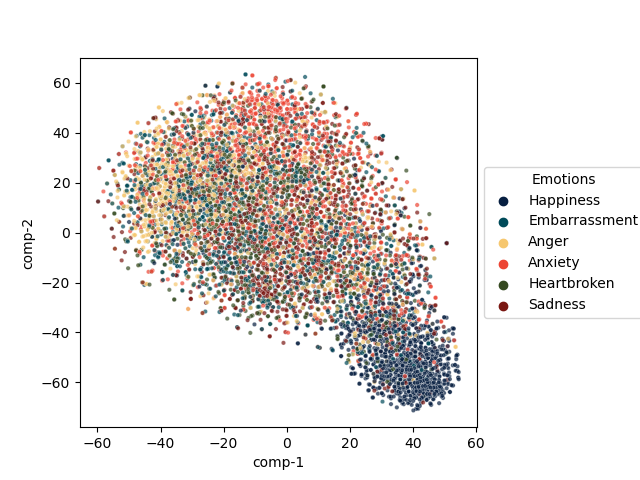 60
40
20
0
−20
−40
−60
comp-2
−60
−40
−20
0
20
40
60
comp-1
Emotions
Happiness
Embarrassment
Anger
Anxiety
Heartbroken
Sadness